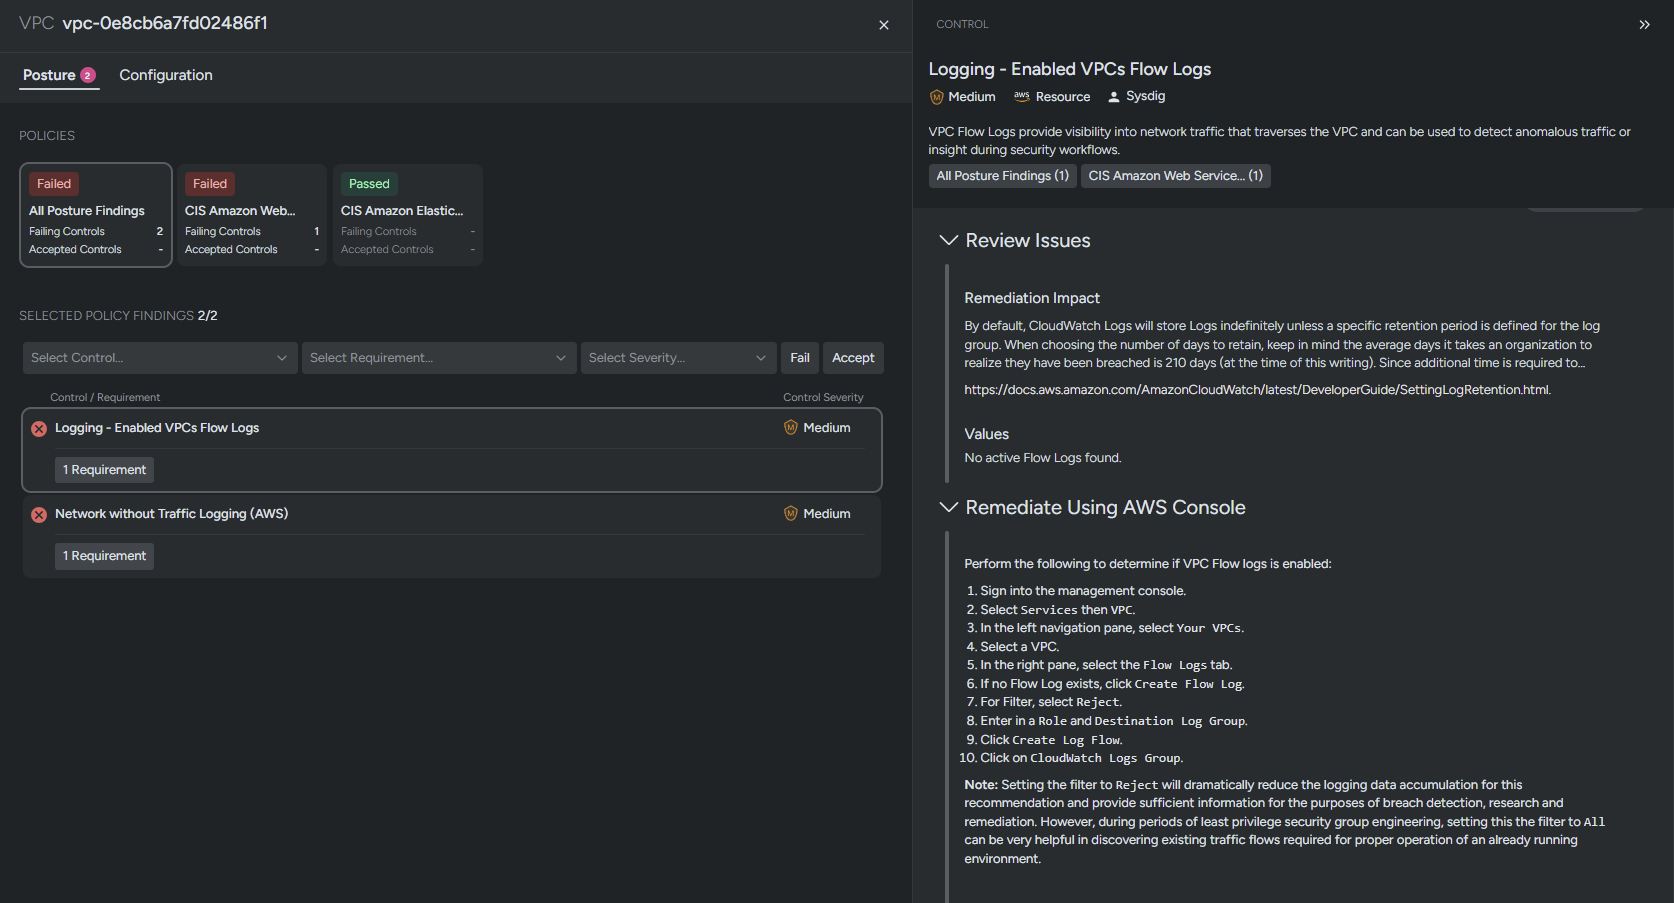 VPC vpc-0e8cb6a7fd02486f1
Posture 2 Configuration
POLICIES
Failed
All Posture Findings
Failing Controls 2
Accepted Controls -
Failed
CIS Amazon Web...
Failing Controls 1
Accepted Controls -
Passed
CIS Amazon Elastic...
Failing Controls -
Accepted Controls -
SELECTED POLICY FINDINGS 2/2
Select Control... Select Requirement... Select Severity... Fail Accept
Control / Requirement Control Severity
Logging - Enabled VPCs Flow Logs M Medium
1 Requirement
Network without Traffic Logging (AWS) M Medium
1 Requirement
CONTROL
Logging - Enabled VPCs Flow Logs
M Medium aws Resource Sysdig
VPC Flow Logs provide visibility into network traffic that traverses the VPC and can be used to detect anomalous traffic or
insight during security workflows.
All Posture Findings (1) CIS Amazon Web Service... (1)
Review Issues
Remediation Impact
By default, CloudWatch Logs will store Logs indefinitely unless a specific retention period is defined for the log
group. When choosing the number of days to retain, keep in mind the average days it takes an organization to
realize they have been breached is 210 days (at the time of this writing). Since additional time is required to...
https://docs.aws.amazon.com/AmazonCloudWatch/latest/DeveloperGuide/SettingLogRetention.html.
Values
No active Flow Logs found.
Remediate Using AWS Console
Perform the following to determine if VPC Flow logs is enabled:
1. Sign into the management console.
2. Select Services then VPC.
3. In the left navigation pane, select Your VPCs.
4. Select a VPC.
5. In the right pane, select the Flow Logs tab.
6. If no Flow Log exists, click Create Flow Log.
7. For Filter, select Reject.
8. Enter in a Role and Destination Log Group.
9. Click Create Log Flow.
10. Click on CloudWatch Logs Group.
Note: Setting the filter to Reject will dramatically reduce the logging data accumulation for this
recommendation and provide sufficient information for the purposes of breach detection, research and
remediation. However, during periods of least privilege security group engineering, setting this the filter to All
can be very helpful in discovering existing traffic flows required for proper operation of an already running
environment.